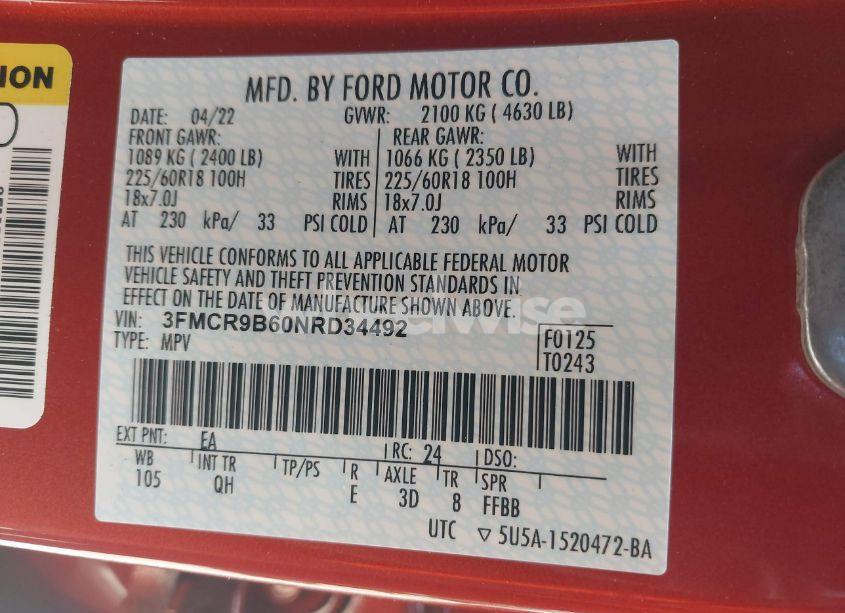 NION
MFD. BY FORD MOTOR CO.
DATE: 04/22 GVWR: 2100 KG ( 4630 LB)
FRONT GAWR: REAR GAWR:
1089 KG ( 2400 LB) WITH 1066 KG ( 2350 LB) WITH
225/60R18 100H TIRES 225/60R18 100H TIRES
18x7.0J RIMS 18x7.0J RIMS
AT 230 kPa/ 33 PSI COLD AT 230 kPa/ 33 PSI COLD
THIS VEHICLE CONFORMS TO ALL APPLICABLE FEDERAL MOTOR
VEHICLE SAFETY AND THEFT PREVENTION STANDARDS IN
EFFECT ON THE DATE OF MANUFACTURE SHOWN ABOVE.
VIN: 3FMCR9B60NRD34492
TYPE: MPV
F0125
T0243
EXT PNT: EA RC: 24 DSO:
WB INT TR TP/PS R AXLE TR SPR
105 QH E 3D 8 FFBB
UTC ▽ 5U5A-1520472-BA